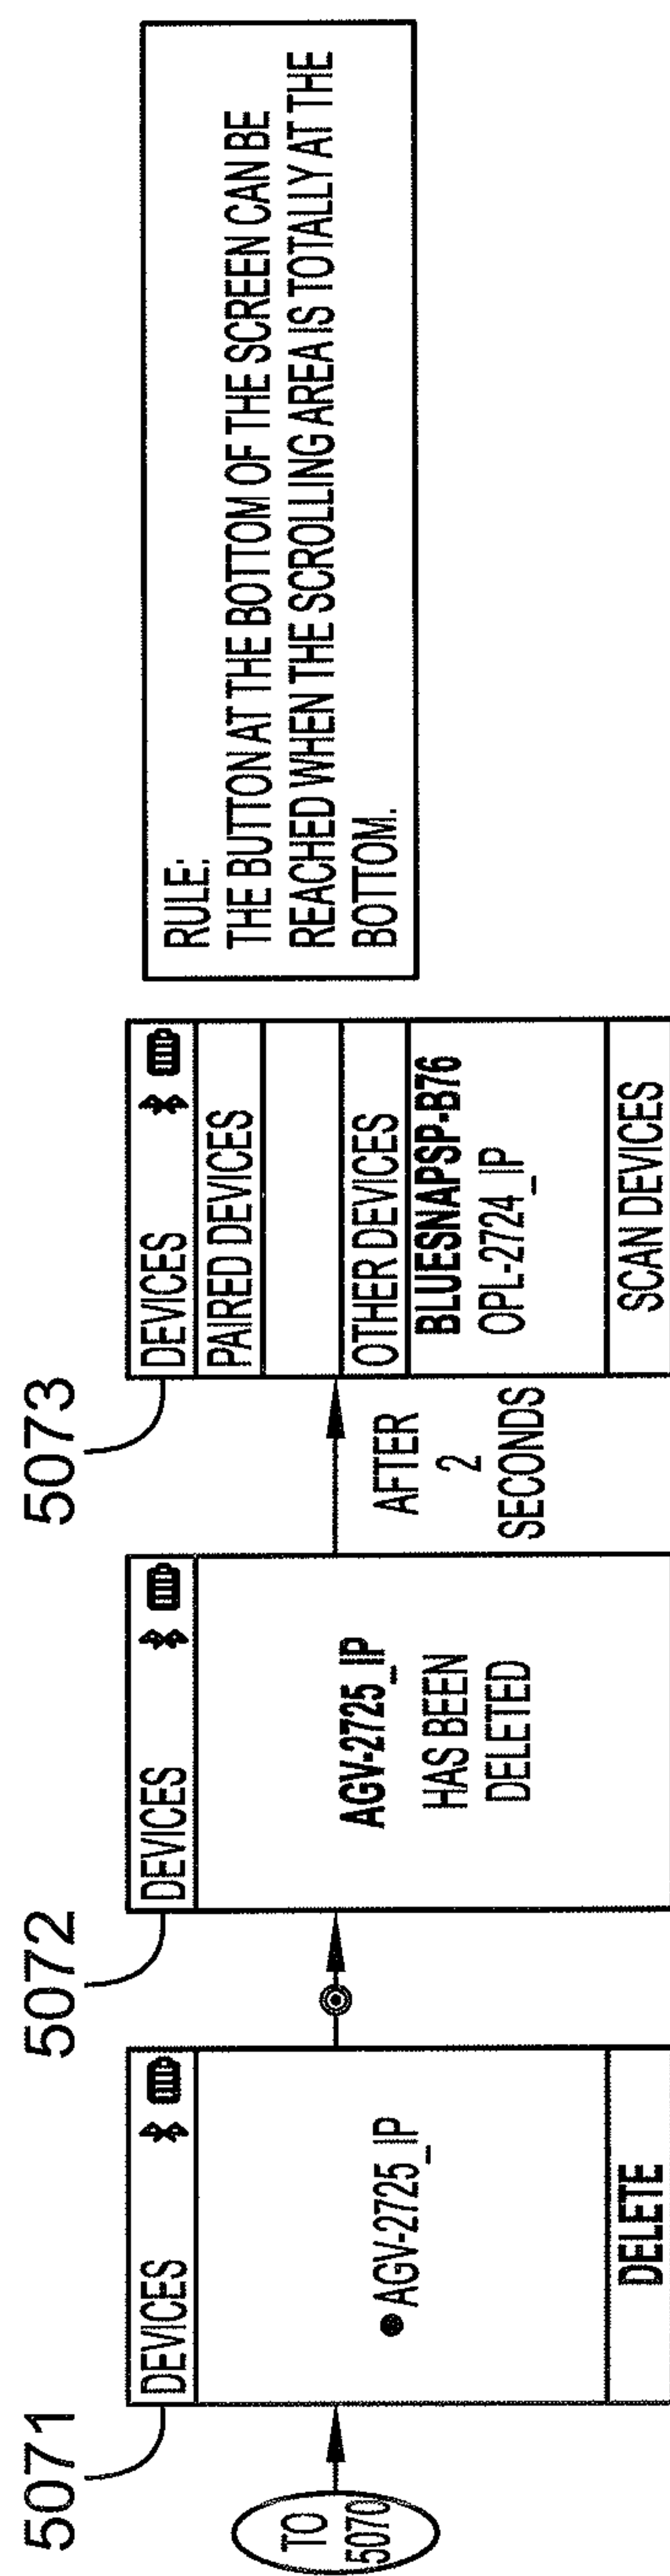 5071
5072
5073
TO
5070
DEVICES
● AGV-2725_IP
DELETE
DEVICES
AGV-2725_IP
HAS BEEN
DELETED
AFTER
2
SECONDS
DEVICES
PAIRED DEVICES
OTHER DEVICES
BLUESNAPSP-B76
OPL-2724_IP
SCAN DEVICES
RULE:
THE BUTTON AT THE BOTTOM OF THE SCREEN CAN BE
REACHED WHEN THE SCROLLING AREA IS TOTALLY AT THE
BOTTOM.